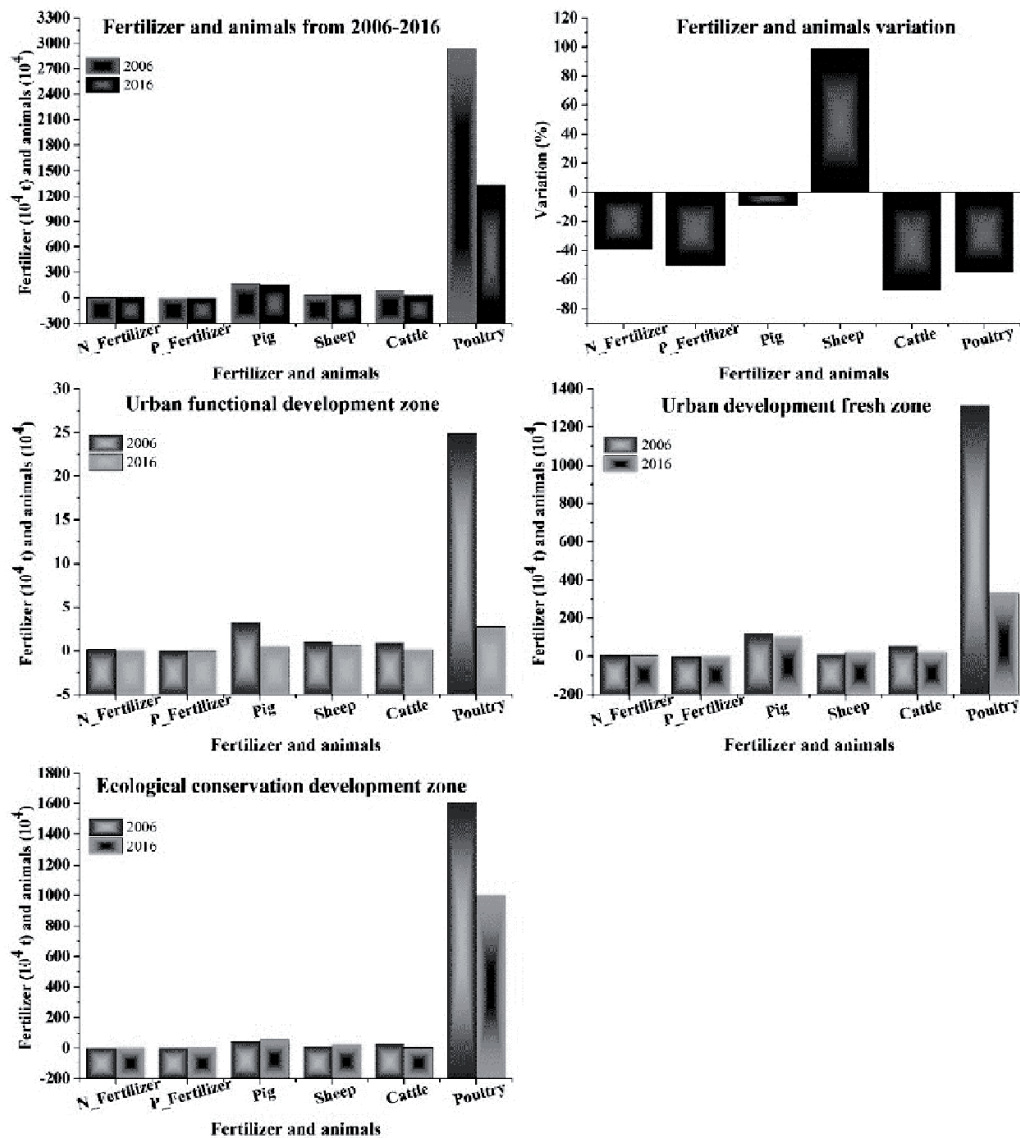 Fertilizer and animals from 2006-2016
2006
2016
3300
3000
2700
2400
2100
1800
1500
1200
900
600
300
0
-300
Fertilizer (10⁴ t) and animals (10⁴)
N_Fertilizer
P_Fertilizer
Pig
Sheep
Cattle
Poultry
Fertilizer and animals
Fertilizer and animals variation
120
100
80
60
40
20
0
-20
-40
-60
-80
Variation (%)
N_Fertilizer
P_Fertilizer
Pig
Sheep
Cattle
Poultry
Fertilizer and animals
Urban functional development zone
2006
2016
30
25
20
15
10
5
0
-5
Fertilizer (10⁴ t) and animals (10⁴)
N_Fertilizer
P_Fertilizer
Pig
Sheep
Cattle
Poultry
Fertilizer and animals
Urban development fresh zone
2006
2016
1400
1200
1000
800
600
400
200
0
-200
Fertilizer (10⁴ t) and animals (10⁴)
N_Fertilizer
P_Fertilizer
Pig
Sheep
Cattle
Poultry
Fertilizer and animals
Ecological conservation development zone
2006
2016
1800
1600
1400
1200
1000
800
600
400
200
0
-200
Fertilizer (10⁴ t) and animals (10⁴)
N_Fertilizer
P_Fertilizer
Pig
Sheep
Cattle
Poultry
Fertilizer and animals